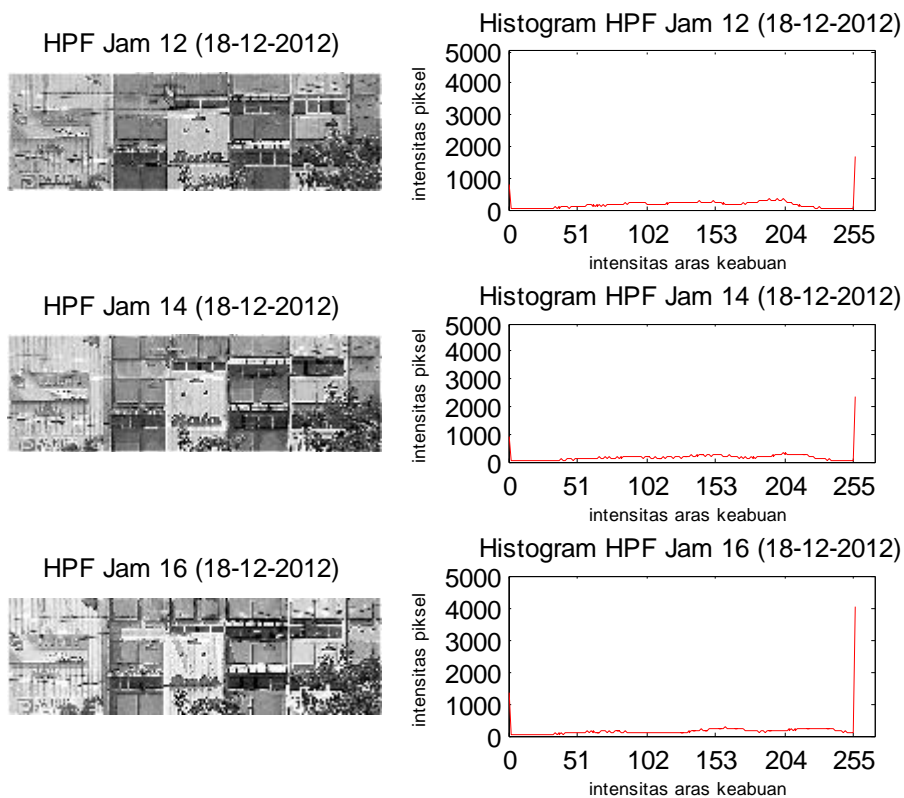 HPF Jam 12 (18-12-2012)
Histogram HPF Jam 12 (18-12-2012)
intensitas piksel
5000
4000
3000
2000
1000
0
0 51 102 153 204 255
intensitas aras keabuan
HPF Jam 14 (18-12-2012)
Histogram HPF Jam 14 (18-12-2012)
intensitas piksel
5000
4000
3000
2000
1000
0
0 51 102 153 204 255
intensitas aras keabuan
HPF Jam 16 (18-12-2012)
Histogram HPF Jam 16 (18-12-2012)
intensitas piksel
5000
4000
3000
2000
1000
0
0 51 102 153 204 255
intensitas aras keabuan